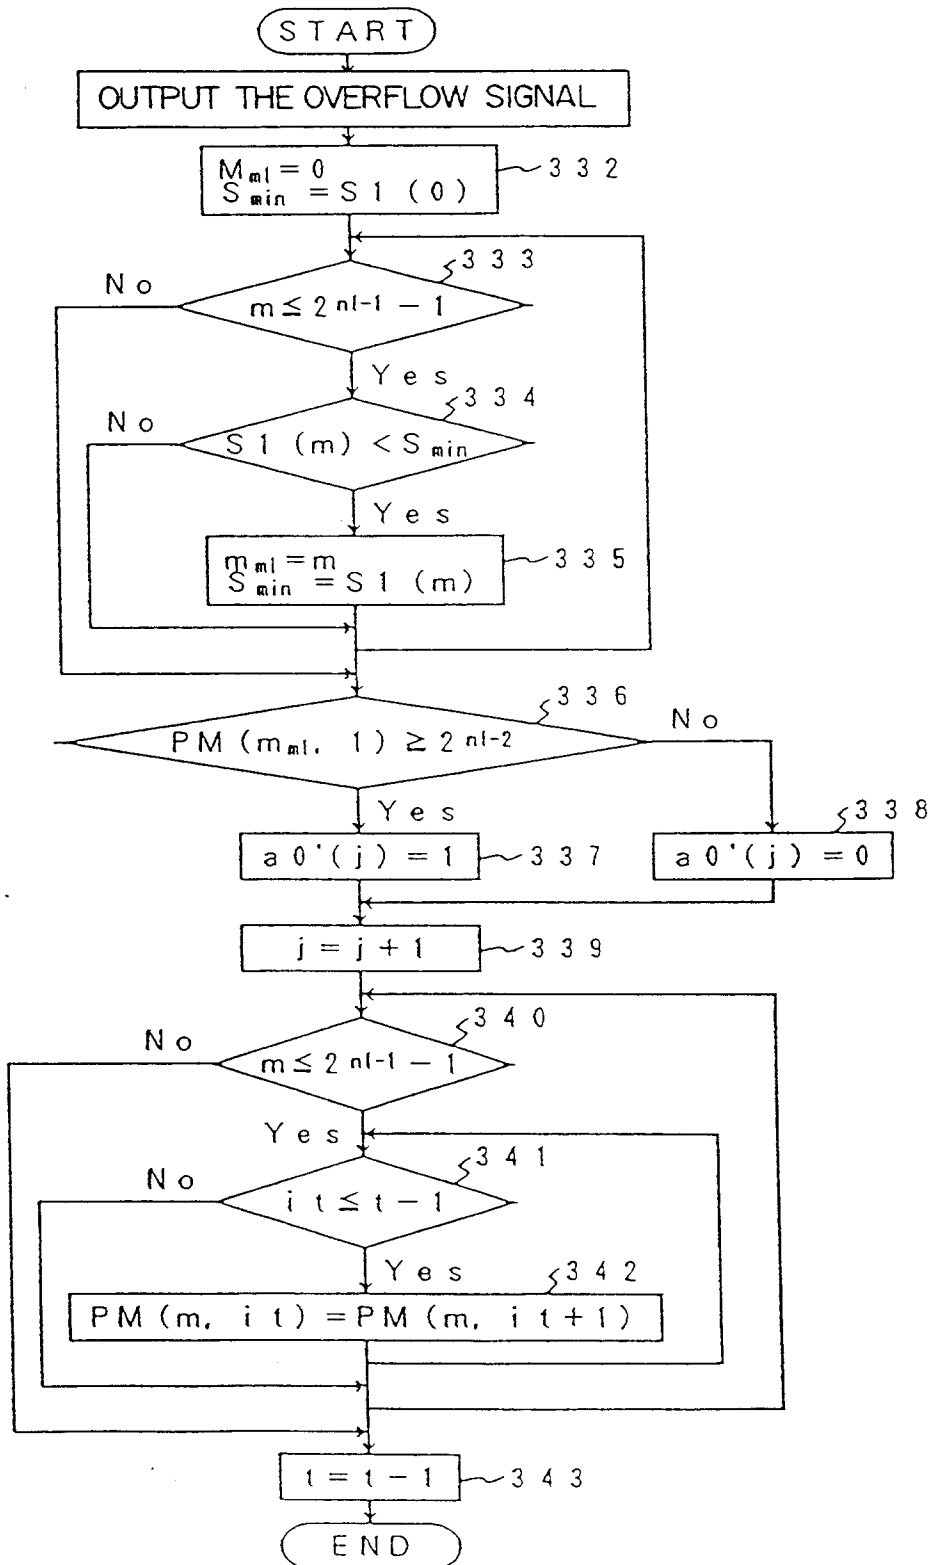 START
OUTPUT THE OVERFLOW SIGNAL
M_ml = 0
S_min = S1 (0)
332
333
No
m ≤ 2^nl-1 − 1
Yes
334
No
S1 (m) < S_min
Yes
m_ml = m
S_min = S1 (m)
335
336
PM (m_ml, 1) ≥ 2^nl-2
No
Yes
338
a0'(j) = 1
337
a0'(j) = 0
j = j + 1
339
340
No
m ≤ 2^nl-1 − 1
Yes
341
No
it ≤ t − 1
Yes
342
PM (m, it) = PM (m, it + 1)
t = t − 1
343
END